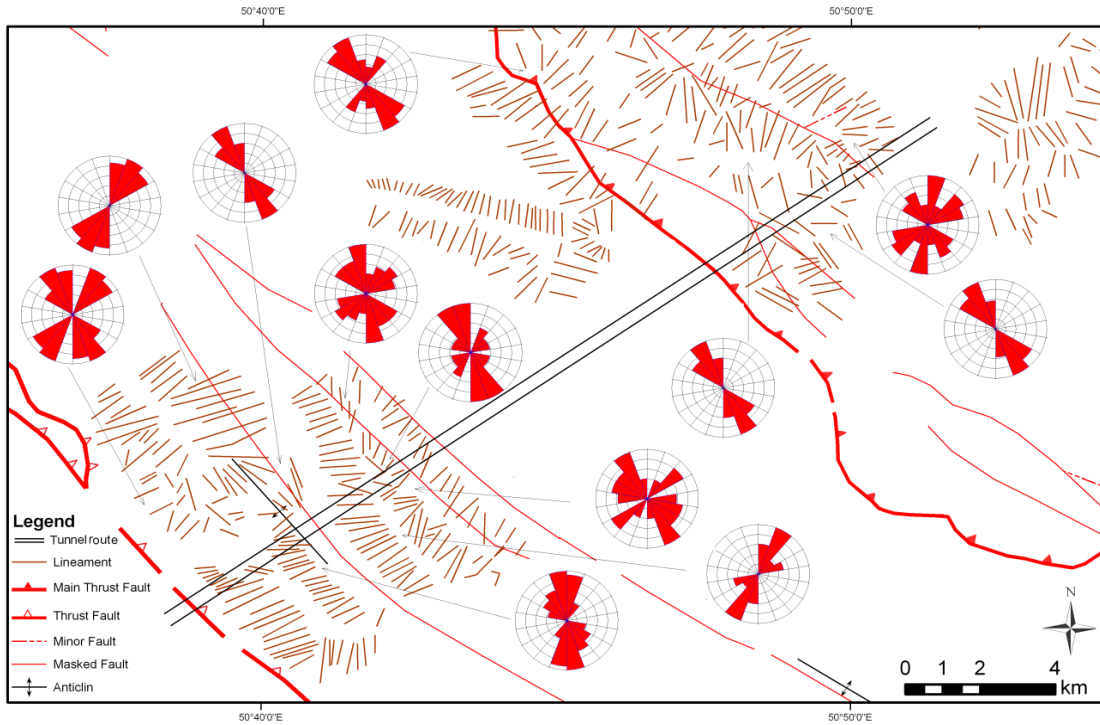 50°40'0"E 50°50'0"E
Legend
Tunnel route
Lineament
Main Thrust Fault
Thrust Fault
Minor Fault
Masked Fault
Anticlin
N
0 1 2 4
km
50°40'0"E 50°50'0"E